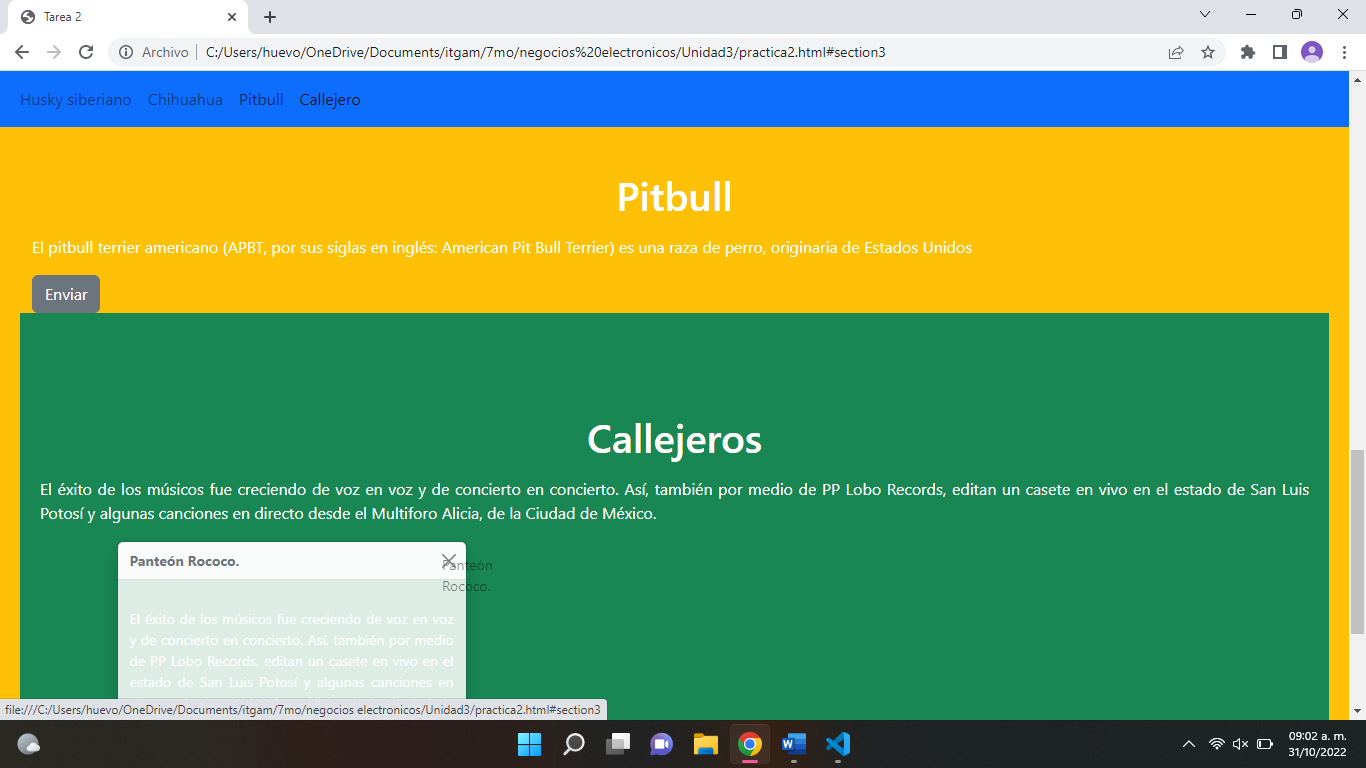 Tarea 2
Archivo C:/Users/huevo/OneDrive/Documents/itgam/7mo/negocios%20electronicos/Unidad3/practica2.html#section3
Husky siberiano Chihuahua Pitbull Callejero
Pitbull
El pitbull terrier americano (APBT, por sus siglas en inglés: American Pit Bull Terrier) es una raza de perro, originaria de Estados Unidos
Enviar
Callejeros
El éxito de los músicos fue creciendo de voz en voz y de concierto en concierto. Así, también por medio de PP Lobo Records, editan un casete en vivo en el estado de San Luis
Potosí y algunas canciones en directo desde el Multiforo Alicia, de la Ciudad de México.
Panteón Rococo.
Panteón
Rococo.
El éxito de los músicos fue creciendo de voz en voz
y de concierto en concierto. Así, también por medio
de PP Lobo Records, editan un casete en vivo en el
estado de San Luis Potosí y algunas canciones en
file:///C:/Users/huevo/OneDrive/Documents/itgam/7mo/negocios electronicos/Unidad3/practica2.html#section3
09:02 a. m.
31/10/2022